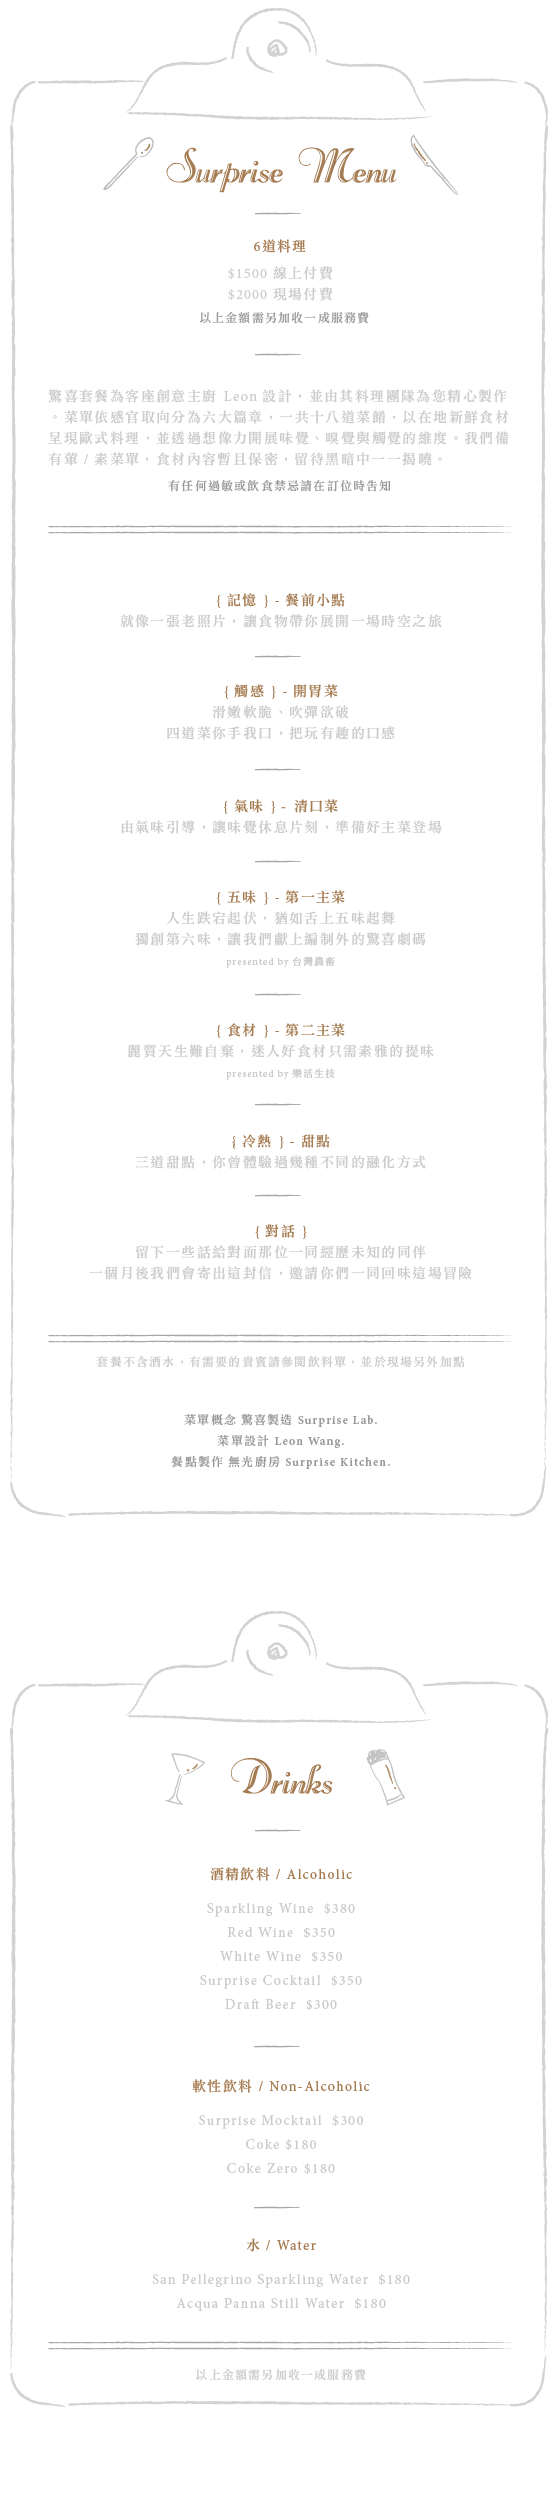 Surprise Menu
6道料理
$1500 線上付費
$2000 現場付費
以上金額需另加收一成服務費
驚喜套餐為客座創意主廚 Leon 設計，並由其料理團隊為您精心製作
。菜單依感官取向分為六大篇章，一共十八道菜餚，以在地新鮮食材
呈現歐式料理，並透過想像力開展味覺、嗅覺與觸覺的維度。我們備
有葷 / 素菜單，食材內容暫且保密，留待黑暗中一一揭曉。
有任何過敏或飲食禁忌請在訂位時告知
{ 記憶 } - 餐前小點
就像一張老照片，讓食物帶你展開一場時空之旅
{ 觸感 } - 開胃菜
滑嫩軟脆、吹彈欲破
四道菜你手我口，把玩有趣的口感
{ 氣味 } - 清口菜
由氣味引導，讓味覺休息片刻，準備好主菜登場
{ 五味 } - 第一主菜
人生跌宕起伏，猶如舌上五味起舞
獨創第六味，讓我們獻上編制外的驚喜劇碼
presented by 台灣農畜
{ 食材 } - 第二主菜
麗質天生難自棄，迷人好食材只需素雅的提味
presented by 樂活生技
{ 冷熱 } - 甜點
三道甜點，你曾體驗過幾種不同的融化方式
{ 對話 }
留下一些話給對面那位一同經歷未知的同伴
一個月後我們會寄出這封信，邀請你們一同回味這場冒險
套餐不含酒水，有需要的貴賓請參閱飲料單，並於現場另外加點
菜單概念 驚喜製造 Surprise Lab.
菜單設計 Leon Wang.
餐點製作 無光廚房 Surprise Kitchen.
Drinks
酒精飲料 / Alcoholic
Sparkling Wine $380
Red Wine $350
White Wine $350
Surprise Cocktail $350
Draft Beer $300
軟性飲料 / Non-Alcoholic
Surprise Mocktail $300
Coke $180
Coke Zero $180
水 / Water
San Pellegrino Sparkling Water $180
Acqua Panna Still Water $180
以上金額需另加收一成服務費